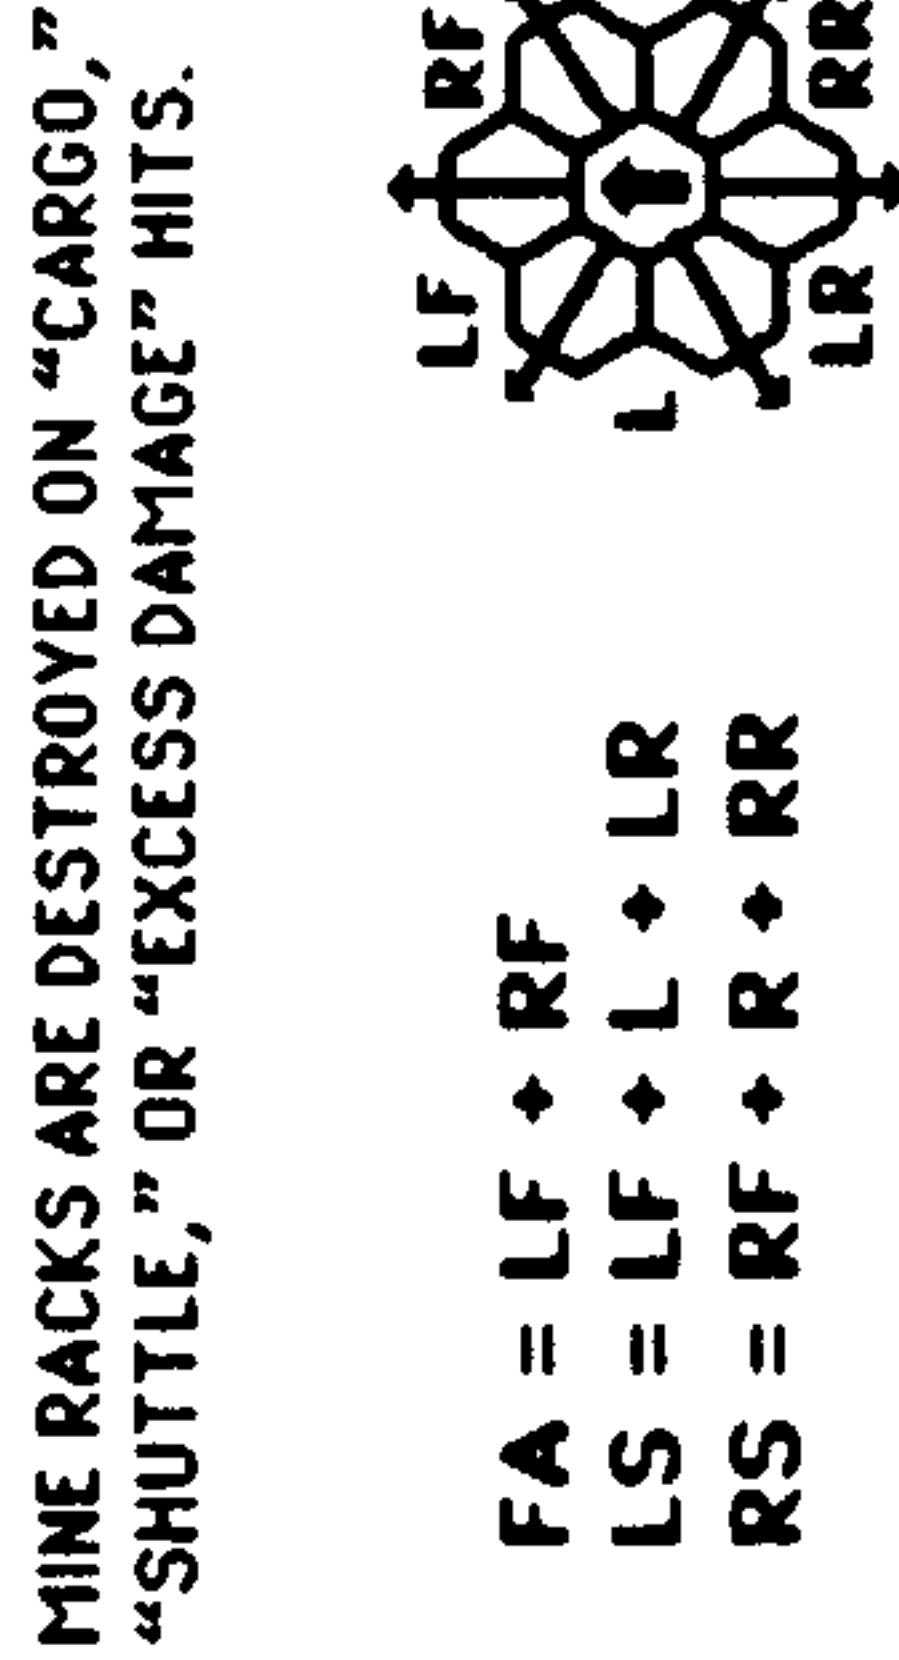 MINE RACKS ARE DESTROYED ON “CARGO,”
“SHUTTLE,” OR “EXCESS DAMAGE” HITS.
FA = LF + RF
LS = LF + L + LR
RS = RF + R + RR
LF RF
L
LR RR